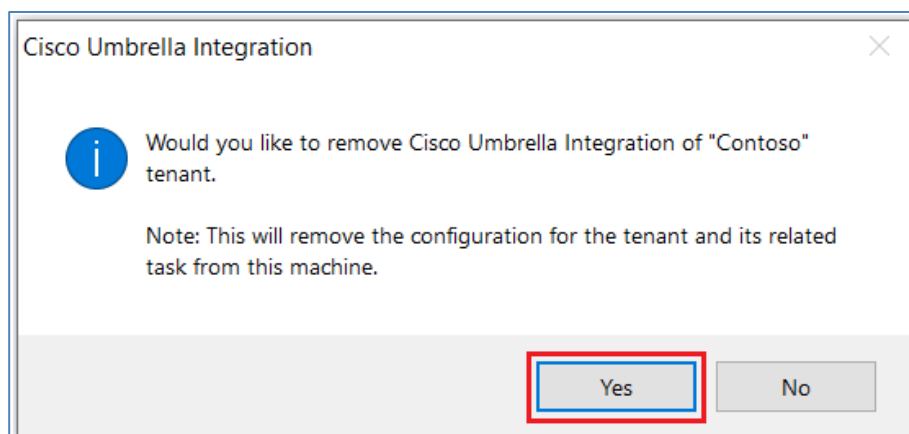 Cisco Umbrella Integration
Would you like to remove Cisco Umbrella Integration of "Contoso"
tenant.
Note: This will remove the configuration for the tenant and its related
task from this machine.
Yes
No